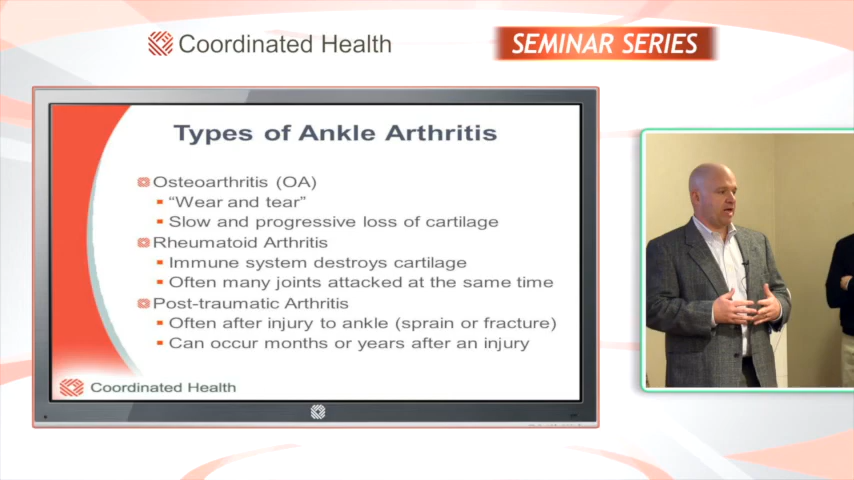 Coordinated Health
SEMINAR SERIES
Types of Ankle Arthritis
Osteoarthritis (OA)
“Wear and tear”
Slow and progressive loss of cartilage
Rheumatoid Arthritis
Immune system destroys cartilage
Often many joints attacked at the same time
Post-traumatic Arthritis
Often after injury to ankle (sprain or fracture)
Can occur months or years after an injury
Coordinated Health